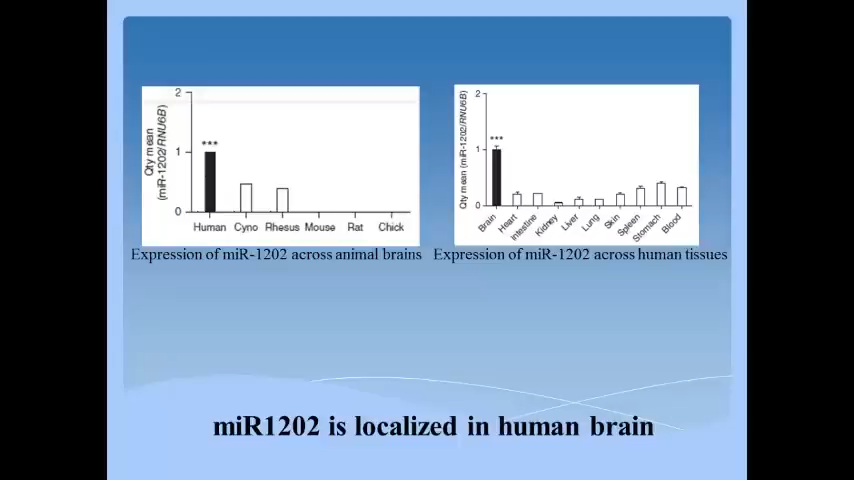 2
1
0
Qty mean
(miR-1202/RNU6B)
***
Human Cyno Rhesus Mouse Rat Chick
Expression of miR-1202 across animal brains
2
1
0
Qty mean (miR-1202/RNU6B)
***
Brain Heart Intestine Kidney Liver Lung Skin Spleen Stomach Blood
Expression of miR-1202 across human tissues
miR1202 is localized in human brain